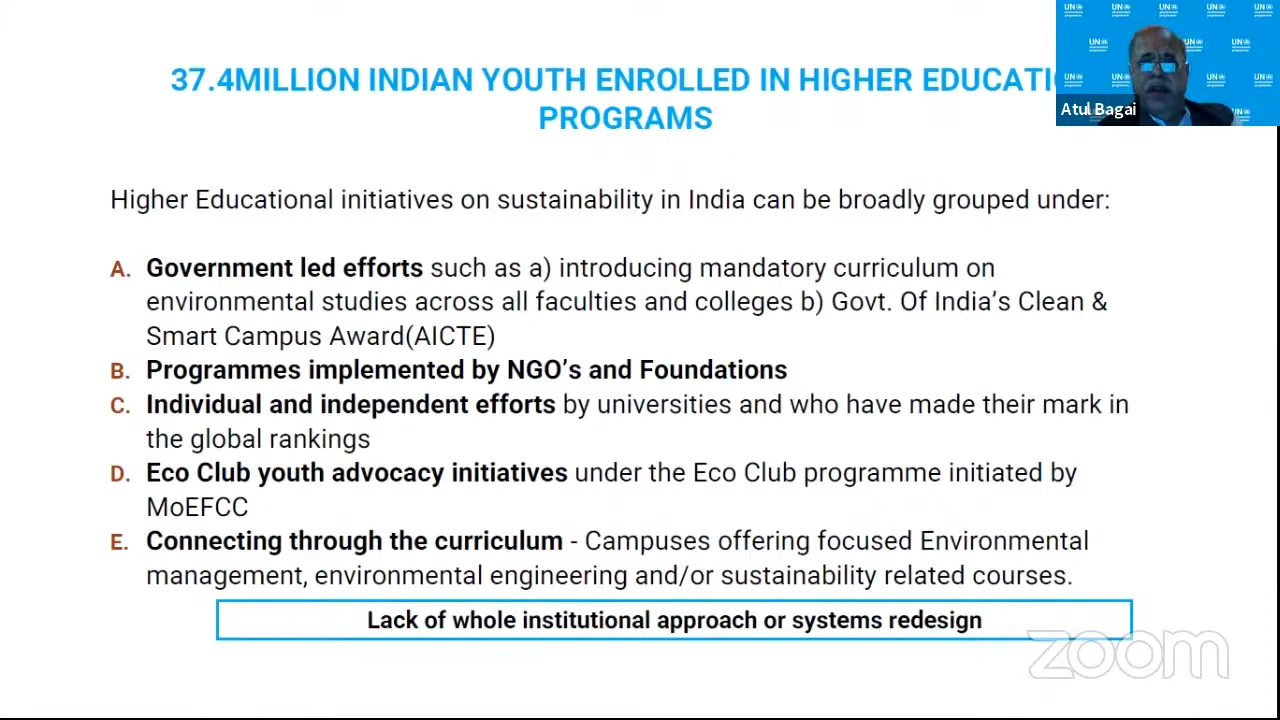 37.4MILLION INDIAN YOUTH ENROLLED IN HIGHER EDUCATIO
PROGRAMS
Atul Bagai
Higher Educational initiatives on sustainability in India can be broadly grouped under:
A. Government led efforts such as a) introducing mandatory curriculum on
environmental studies across all faculties and colleges b) Govt. Of India's Clean &
Smart Campus Award(AICTE)
B. Programmes implemented by NGO's and Foundations
C. Individual and independent efforts by universities and who have made their mark in
the global rankings
D. Eco Club youth advocacy initiatives under the Eco Club programme initiated by
MoEFCC
E. Connecting through the curriculum - Campuses offering focused Environmental
management, environmental engineering and/or sustainability related courses.
Lack of whole institutional approach or systems redesign
zoom